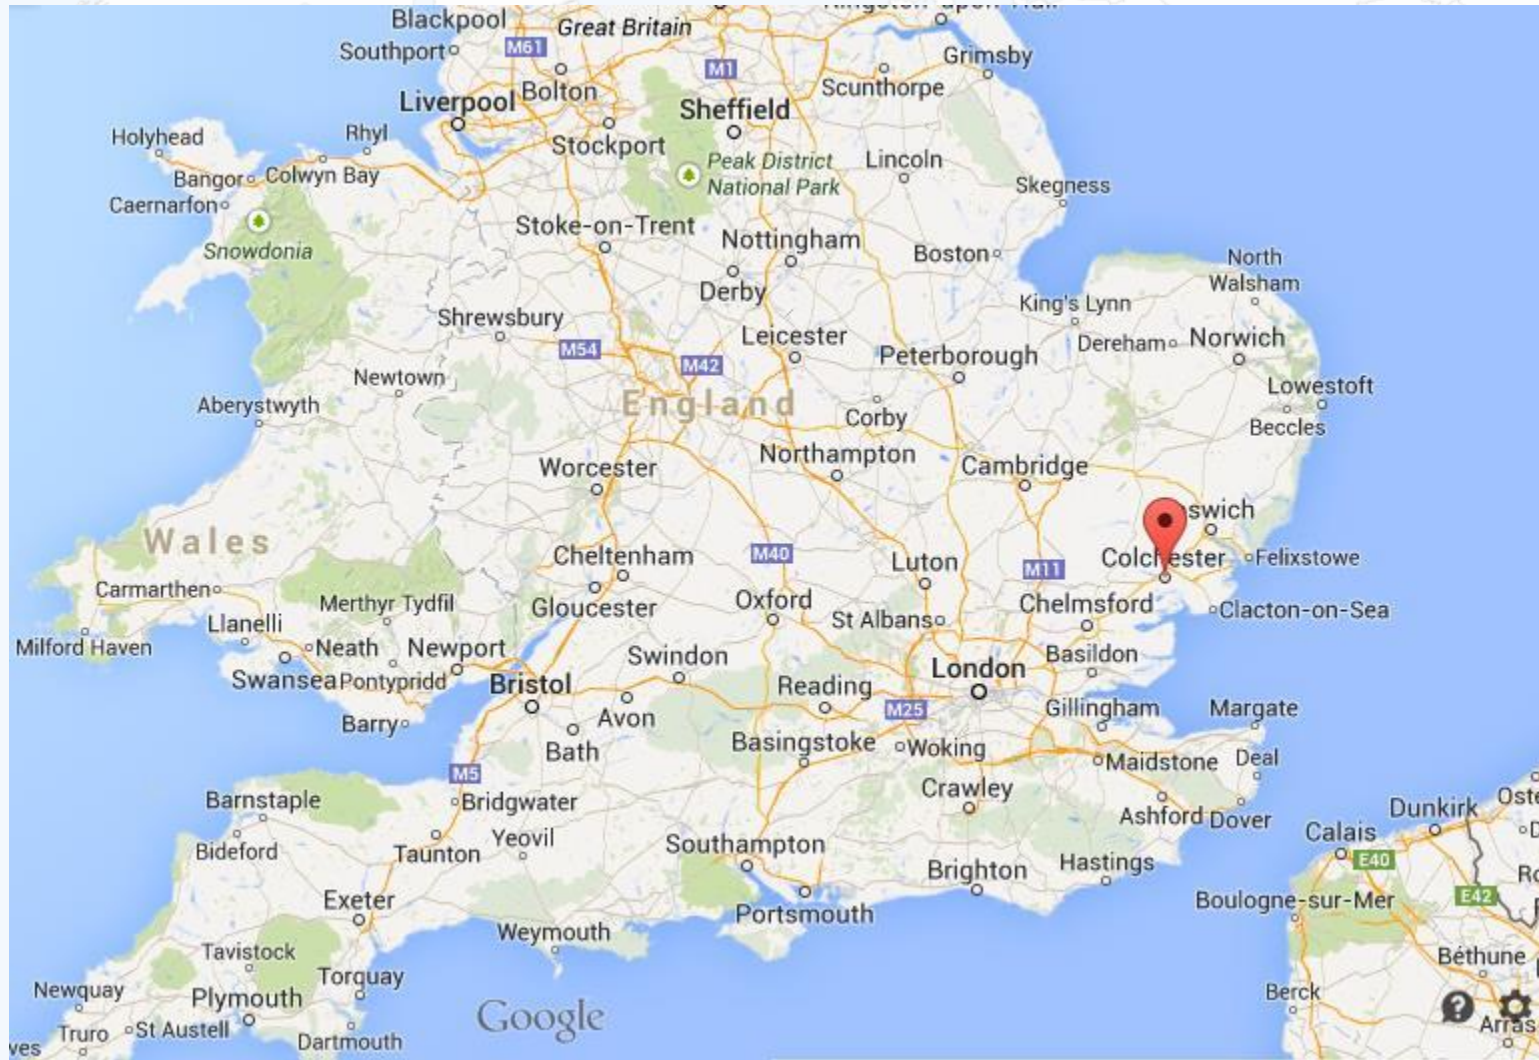 Blackpool
Great Britain
Southport
M61
Grimsby
M1
Bolton
Scunthorpe
Liverpool
Sheffield
Holyhead
Rhyl
Stockport
Peak District
National Park
Lincoln
Bangor
Colwyn Bay
Skegness
Caernarfon
Stoke-on-Trent
Nottingham
Snowdonia
Boston
North
Walsham
Derby
King's Lynn
Shrewsbury
Leicester
Norwich
Dereham
M54
Peterborough
M42
Newtown
Lowestoft
Aberystwyth
England
Corby
Beccles
Northampton
Worcester
Cambridge
swich
Wales
Cheltenham
M40
Luton
M11
Colchester
Felixstowe
Carmarthen
Merthyr Tydfil
Gloucester
Oxford
Chelmsford
St Albans
Clacton-on-Sea
Llanelli
Milford Haven
Neath
Newport
Swindon
Basildon
London
Swansea
Pontypridd
Bristol
Reading
M25
Gillingham
Margate
Barry
Avon
Bath
Basingstoke
Woking
Maidstone
Deal
M5
Crawley
Barnstaple
Bridgwater
Ashford
Dover
Dunkirk
Calais
Bideford
Taunton
Yeovil
Southampton
Brighton
Hastings
E40
E42
Exeter
Portsmouth
Boulogne-sur-Mer
Weymouth
Tavistock
Torquay
Béthune
Newquay
Plymouth
Berck
Google
Truro
St Austell
Dartmouth
Arras